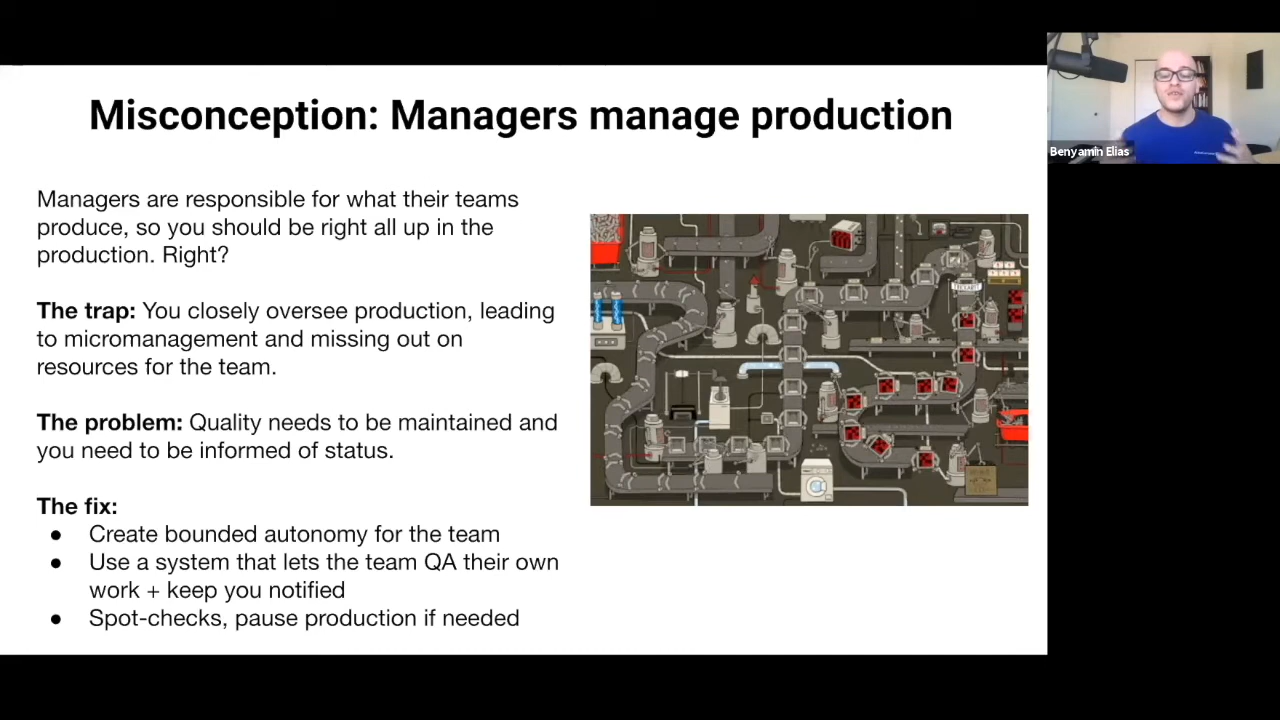 Misconception: Managers manage production
Managers are responsible for what their teams
produce, so you should be right all up in the
production. Right?
The trap: You closely oversee production, leading
to micromanagement and missing out on
resources for the team.
The problem: Quality needs to be maintained and
you need to be informed of status.
The fix:
● Create bounded autonomy for the team
● Use a system that lets the team QA their own
work + keep you notified
● Spot-checks, pause production if needed
Benyamin Elias